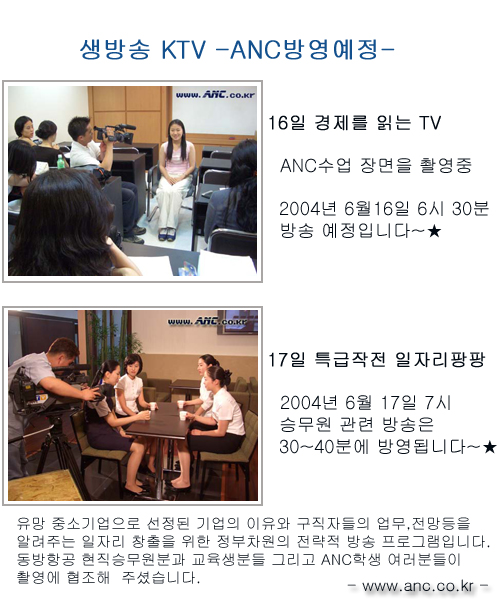 생방송 KTV -ANC방영예정-
www. ANC.co.kr
16일 경제를 읽는 TV
ANC수업 장면을 촬영중
2004년 6월16일 6시 30분
방송 예정입니다~★
www. ANC.co.kr
17일 특급작전 일자리팡팡
2004년 6월 17일 7시
승무원 관련 방송은
30~40분에 방영됩니다~★
유망 중소기업으로 선정된 기업의 이유와 구직자들의 업무,전망등을
알려주는 일자리 창출을 위한 정부차원의 전략적 방송 프로그램입니다.
동방항공 현직승무원분과 교육생분들 그리고 ANC학생 여러분들이
촬영에 협조해 주셨습니다.
- www.anc.co.kr -